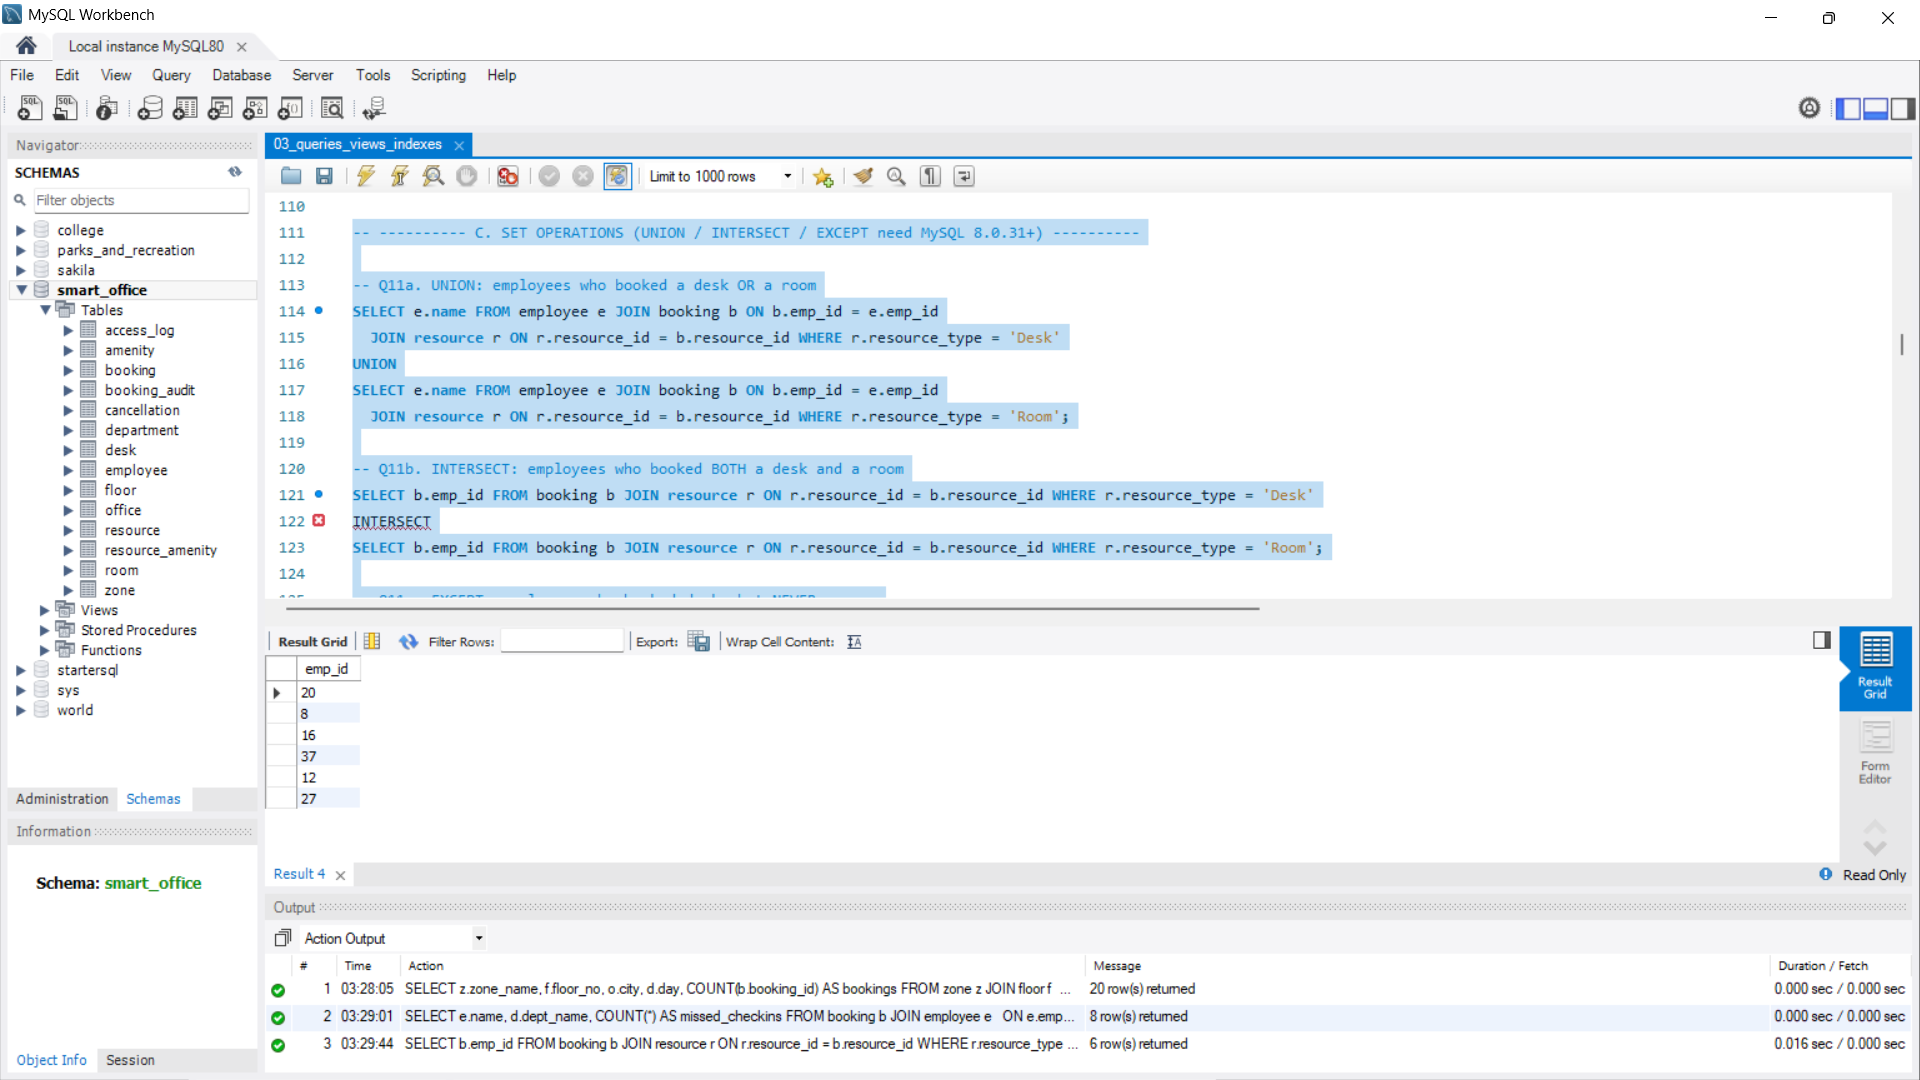 MySQL Workbench
Local instance MySQL80
File Edit View Query Database Server Tools Scripting Help
Navigator
SCHEMAS
Filter objects
college
parks_and_recreation
sakila
smart_office
Tables
access_log
amenity
booking
booking_audit
cancellation
department
desk
employee
floor
office
resource
resource_amenity
room
zone
Views
Stored Procedures
Functions
startersql
sys
world
Administration Schemas
Information
Schema: smart_office
Object Info Session
03_queries_views_indexes
Limit to 1000 rows
110
111 -- ---------- C. SET OPERATIONS (UNION / INTERSECT / EXCEPT need MySQL 8.0.31+) ----------
112
113 -- Q11a. UNION: employees who booked a desk OR a room
114 SELECT e.name FROM employee e JOIN booking b ON b.emp_id = e.emp_id
115 JOIN resource r ON r.resource_id = b.resource_id WHERE r.resource_type = 'Desk'
116 UNION
117 SELECT e.name FROM employee e JOIN booking b ON b.emp_id = e.emp_id
118 JOIN resource r ON r.resource_id = b.resource_id WHERE r.resource_type = 'Room';
119
120 -- Q11b. INTERSECT: employees who booked BOTH a desk and a room
121 SELECT b.emp_id FROM booking b JOIN resource r ON r.resource_id = b.resource_id WHERE r.resource_type = 'Desk'
122 INTERSECT
123 SELECT b.emp_id FROM booking b JOIN resource r ON r.resource_id = b.resource_id WHERE r.resource_type = 'Room';
124
Result Grid Filter Rows: Export: Wrap Cell Content:
emp_id
20
8
16
37
12
27
Result Grid
Form Editor
Result 4
Read Only
Output
Action Output
# Time Action Message Duration / Fetch
1 03:28:05 SELECT z.zone_name, f.floor_no, o.city, d.day, COUNT(b.booking_id) AS bookings FROM zone z JOIN floor f ... 20 row(s) returned 0.000 sec / 0.000 sec
2 03:29:01 SELECT e.name, d.dept_name, COUNT(*) AS missed_checkins FROM booking b JOIN employee e ON e.emp... 8 row(s) returned 0.000 sec / 0.000 sec
3 03:29:44 SELECT b.emp_id FROM booking b JOIN resource r ON r.resource_id = b.resource_id WHERE r.resource_type ... 6 row(s) returned 0.016 sec / 0.000 sec